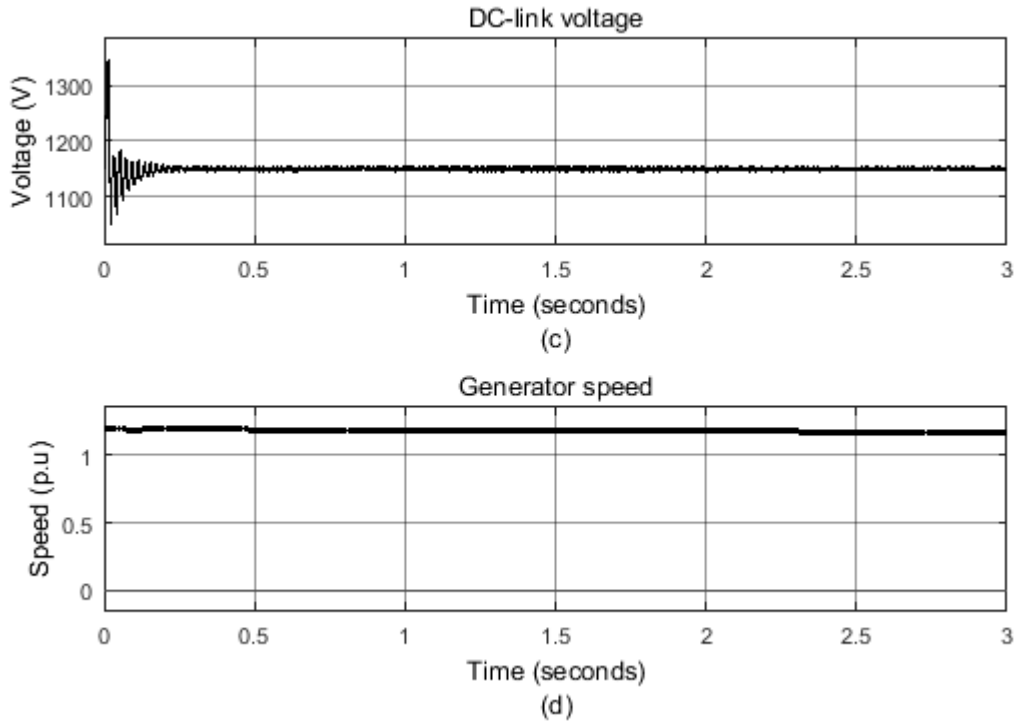 DC-link voltage
Voltage (V)
1300
1200
1100
0 0.5 1 1.5 2 2.5 3
Time (seconds)
(c)
Generator speed
Speed (p.u
1
0.5
0
0 0.5 1 1.5 2 2.5 3
Time (seconds)
(d)